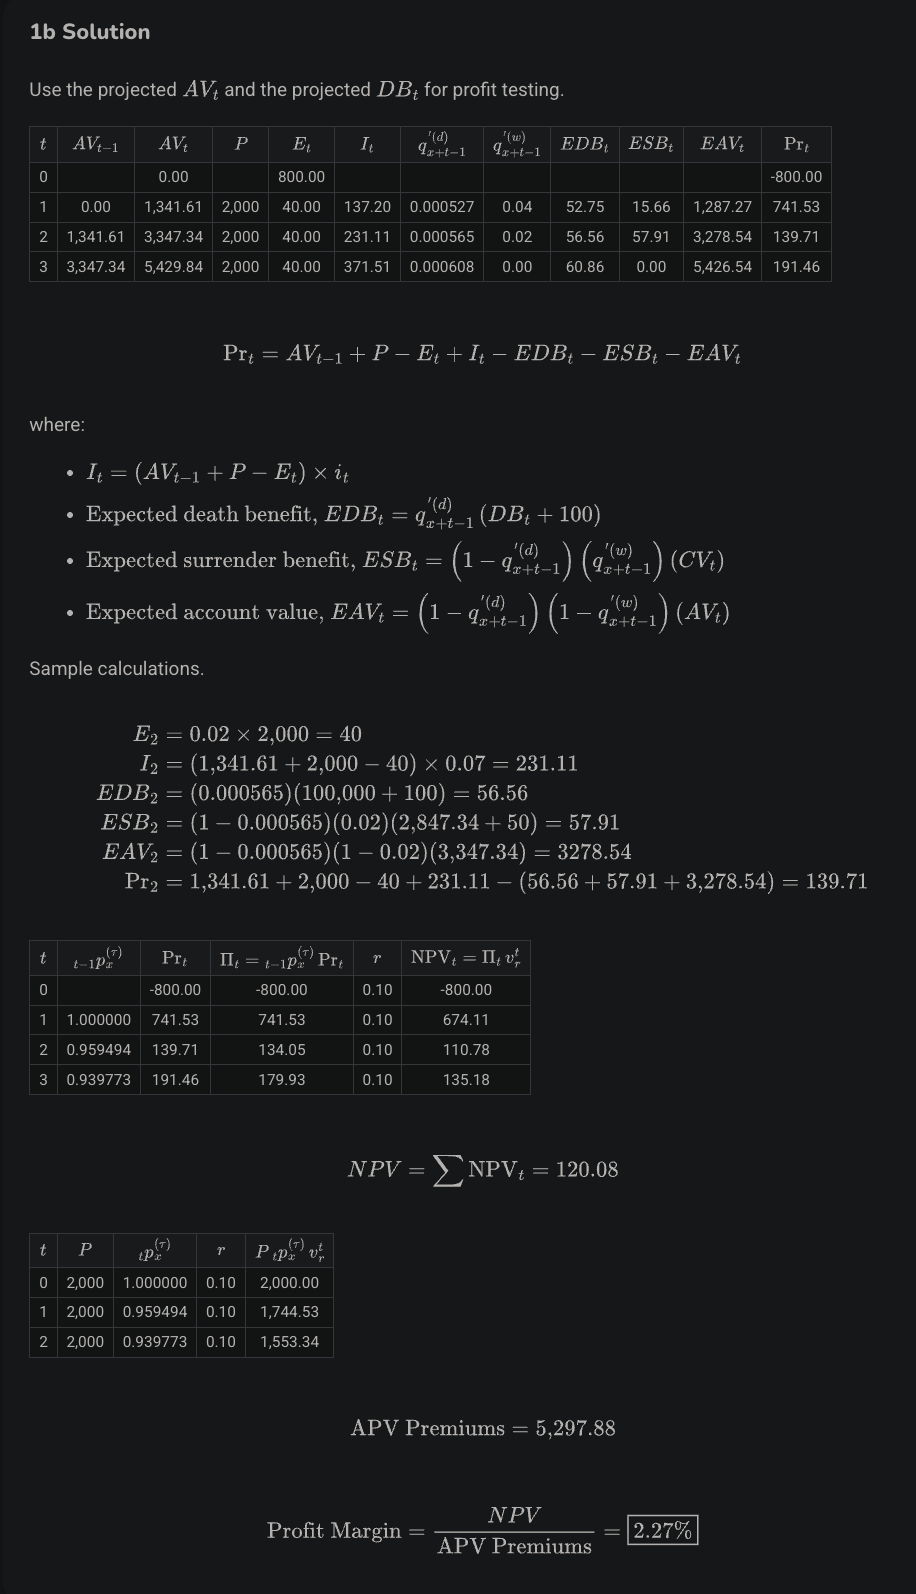 1b Solution
Use the projected $AV_t$ and the projected $DB_t$ for profit testing.
| $t$ | $AV_{t-1}$ | $AV_t$ | $P$ | $E_t$ | $I_t$ | $q_{x+t-1}^{'(d)}$ | $q_{x+t-1}^{'(w)}$ | $EDB_t$ | $ESB_t$ | $EAV_t$ | $\text{Pr}_t$ |
| 0 | | 0.00 | | 800.00 | | | | | | | -800.00 |
| 1 | 0.00 | 1,341.61 | 2,000 | 40.00 | 137.20 | 0.000527 | 0.04 | 52.75 | 15.66 | 1,287.27 | 741.53 |
| 2 | 1,341.61 | 3,347.34 | 2,000 | 40.00 | 231.11 | 0.000565 | 0.02 | 56.56 | 57.91 | 3,278.54 | 139.71 |
| 3 | 3,347.34 | 5,429.84 | 2,000 | 40.00 | 371.51 | 0.000608 | 0.00 | 60.86 | 0.00 | 5,426.54 | 191.46 |
$\text{Pr}_t = AV_{t-1} + P - E_t + I_t - EDB_t - ESB_t - EAV_t$
where:
• $I_t = (AV_{t-1} + P - E_t) \times i_t$
• Expected death benefit, $EDB_t = q_{x+t-1}^{'(d)} (DB_t + 100)$
• Expected surrender benefit, $ESB_t = \left(1 - q_{x+t-1}^{'(d)}\right) \left(q_{x+t-1}^{'(w)}\right) (CV_t)$
• Expected account value, $EAV_t = \left(1 - q_{x+t-1}^{'(d)}\right) \left(1 - q_{x+t-1}^{'(w)}\right) (AV_t)$
Sample calculations.
$E_2 = 0.02 \times 2{,}000 = 40$
$I_2 = (1{,}341.61 + 2{,}000 - 40) \times 0.07 = 231.11$
$EDB_2 = (0.000565)(100{,}000 + 100) = 56.56$
$ESB_2 = (1 - 0.000565)(0.02)(2{,}847.34 + 50) = 57.91$
$EAV_2 = (1 - 0.000565)(1 - 0.02)(3{,}347.34) = 3278.54$
$\text{Pr}_2 = 1{,}341.61 + 2{,}000 - 40 + 231.11 - (56.56 + 57.91 + 3{,}278.54) = 139.71$
| $t$ | ${}_{t-1}p_x^{(\tau)}$ | $\text{Pr}_t$ | $\Pi_t = {}_{t-1}p_x^{(\tau)} \text{Pr}_t$ | $r$ | $\text{NPV}_t = \Pi_t v_r^t$ |
| 0 | | -800.00 | -800.00 | 0.10 | -800.00 |
| 1 | 1.000000 | 741.53 | 741.53 | 0.10 | 674.11 |
| 2 | 0.959494 | 139.71 | 134.05 | 0.10 | 110.78 |
| 3 | 0.939773 | 191.46 | 179.93 | 0.10 | 135.18 |
$NPV = \sum \text{NPV}_t = 120.08$
| $t$ | $P$ | ${}_tp_x^{(\tau)}$ | $r$ | $P \, {}_tp_x^{(\tau)} v_r^t$ |
| 0 | 2,000 | 1.000000 | 0.10 | 2,000.00 |
| 1 | 2,000 | 0.959494 | 0.10 | 1,744.53 |
| 2 | 2,000 | 0.939773 | 0.10 | 1,553.34 |
APV Premiums = 5,297.88
$\text{Profit Margin} = \frac{NPV}{\text{APV Premiums}} = \boxed{2.27\%}$